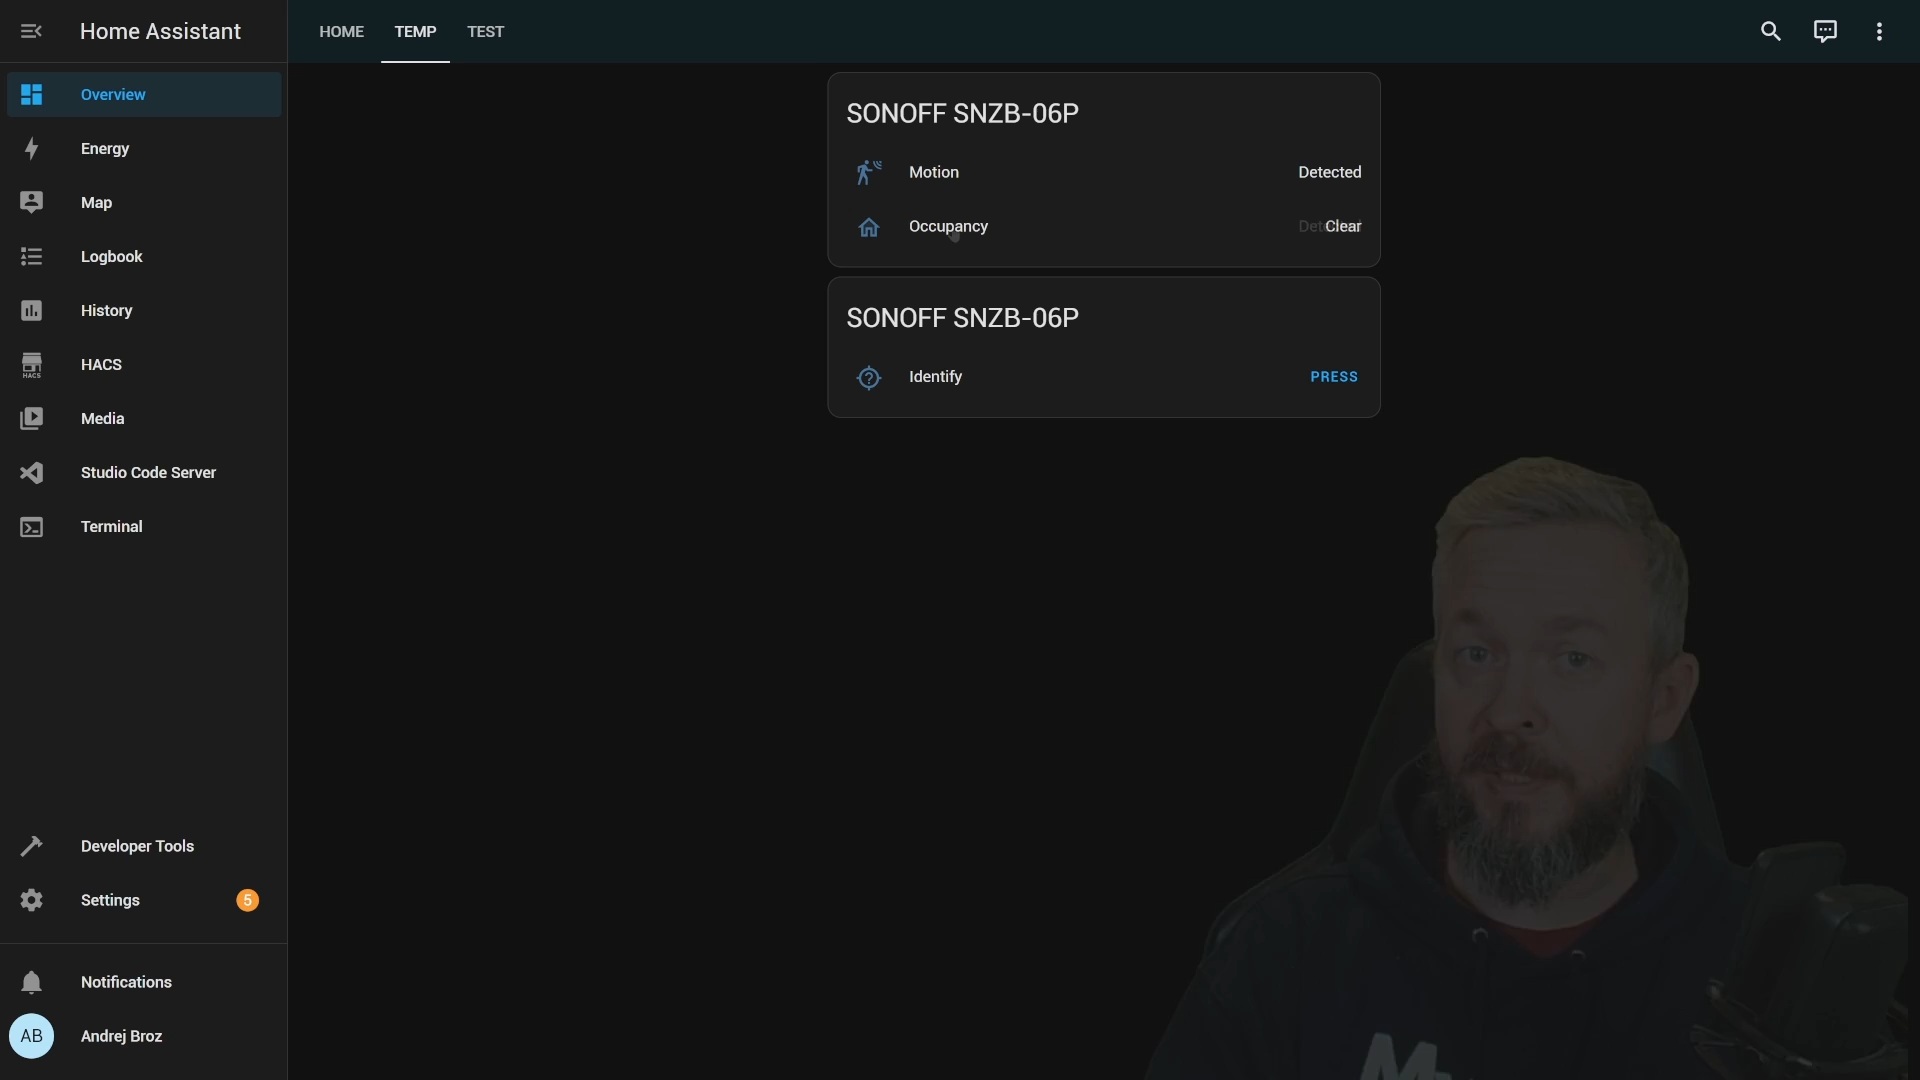 Home Assistant
HOME TEMP TEST
Overview
Energy
Map
Logbook
History
HACS
HACS
Media
Studio Code Server
Terminal
Developer Tools
Settings 5
Notifications
AB Andrej Broz
SONOFF SNZB-06P
Motion Detected
Occupancy Clear
SONOFF SNZB-06P
Identify PRESS
M